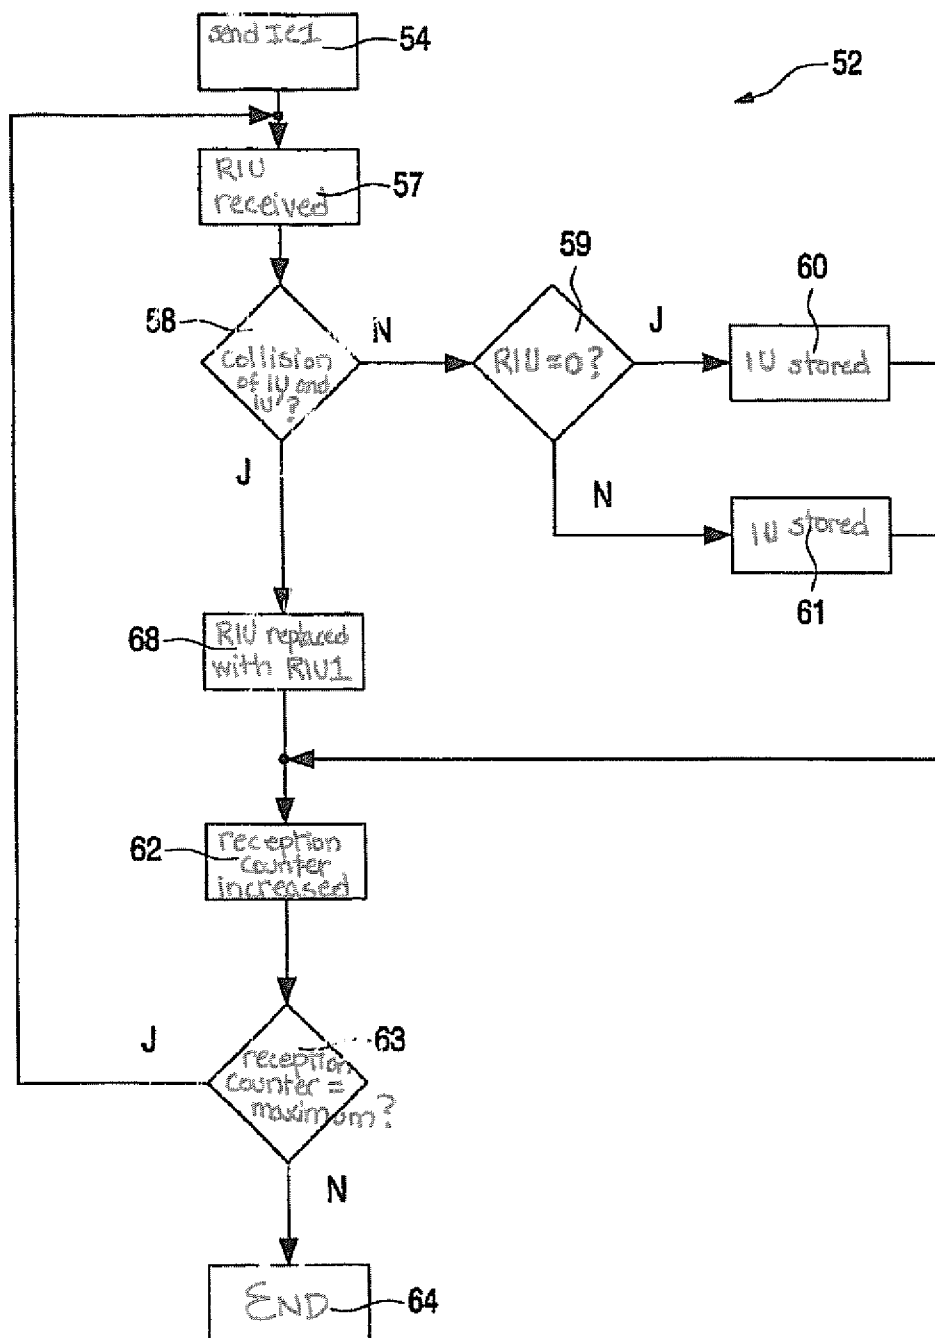 send IC1
54
52
RIU
received
57
58
collision
of IU and
IU ?
N
59
RIU = 0 ?
J
60
IU stored
J
N
IU stored
61
68
RIU replaced
with RIU1
62
reception
counter
increased
J
63
reception
counter =
maximum?
N
END
64